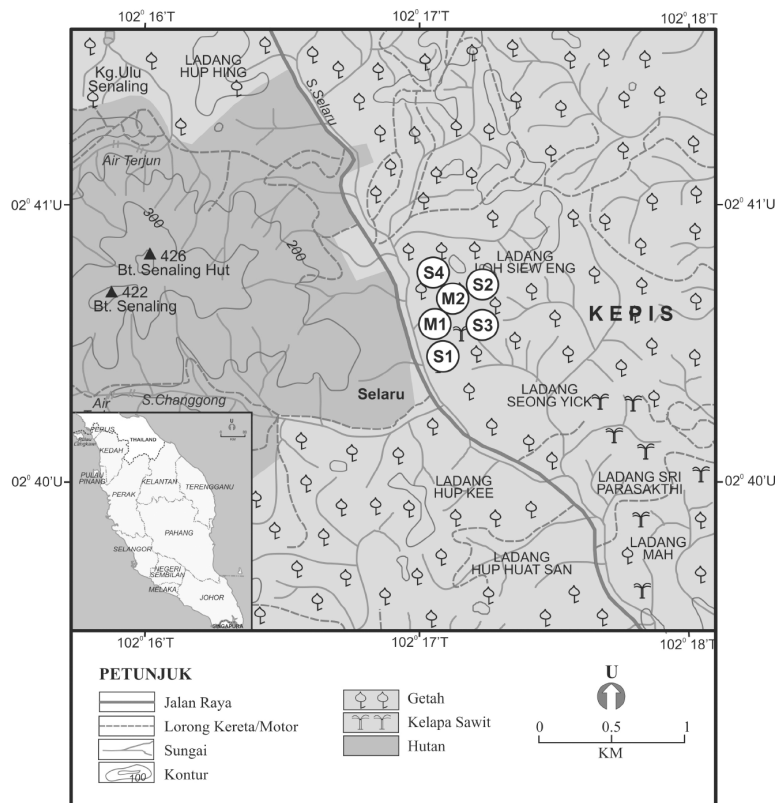 102° 16'T
102° 17'T
102° 18'T
LADANG
HUP HING
Kg.Ulu
Senaling
S.Selaru
Air Terjun
02° 41'U
02° 41'U
300
200
426
Bt. Senaling Hut
422
Bt. Senaling
LADANG
LOH SIEW ENG
S4
S2
M2
M1
S3
S1
KEPIS
Selaru
Air
S.Changgong
LADANG
SEONG YICK
02° 40'U
02° 40'U
LADANG
HUP KEE
LADANG SRI
PARASAKTHI
LADANG
MAH
LADANG
HUP HUAT SAN
U
PERLIS
THAILAND
KEDAH
PULAU
PINANG
KELANTAN
TERENGGANU
PERAK
PAHANG
SELANGOR
NEGERI
SEMBILAN
MELAKA
JOHOR
SINGAPURA
102° 16'T
102° 17'T
102° 18'T
PETUNJUK
Jalan Raya
Lorong Kereta/Motor
Sungai
100
Kontur
Getah
Kelapa Sawit
Hutan
U
0
0.5
1
KM